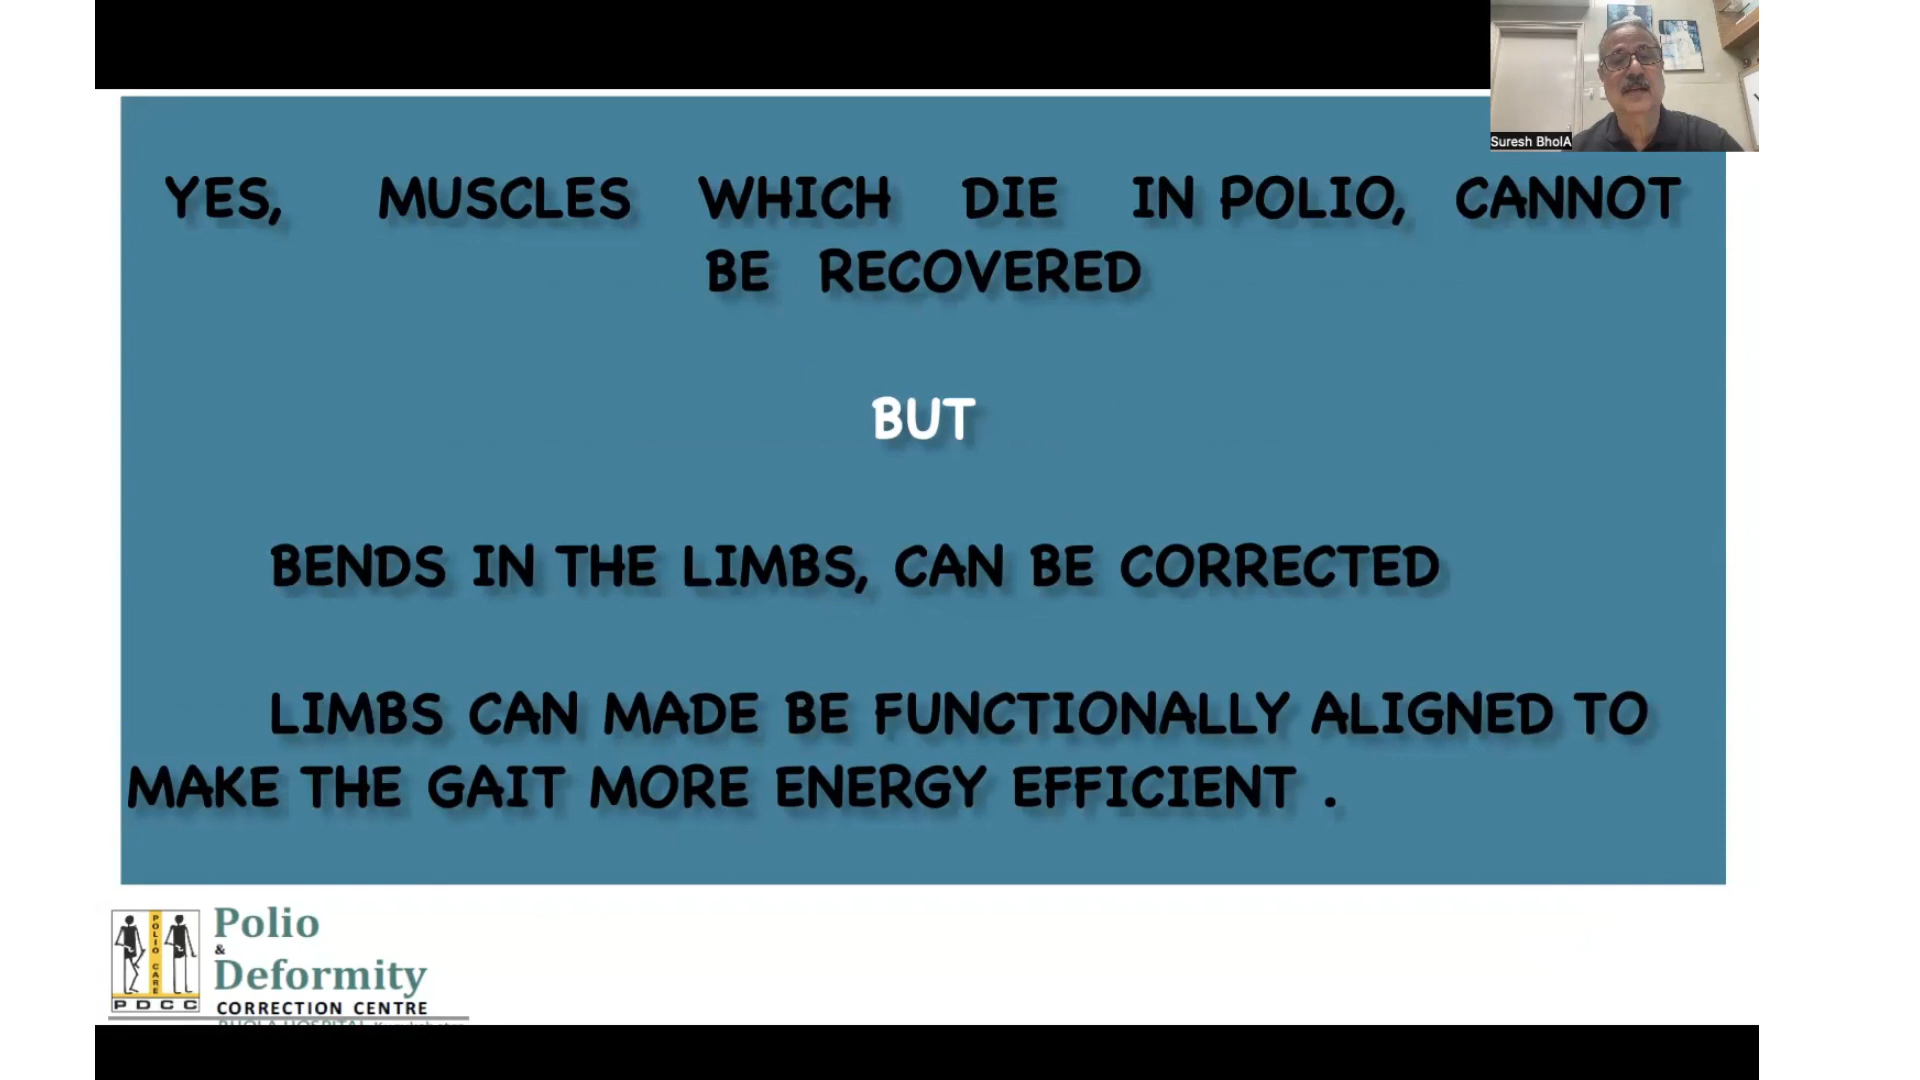 Suresh BholA
YES, MUSCLES WHICH DIE IN POLIO, CANNOT
BE RECOVERED
BUT
BENDS IN THE LIMBS, CAN BE CORRECTED
LIMBS CAN MADE BE FUNCTIONALLY ALIGNED TO
MAKE THE GAIT MORE ENERGY EFFICIENT .
POLIO CARE
PDCC
Polio
&
Deformity
CORRECTION CENTRE
BHOLA HOSPITAL